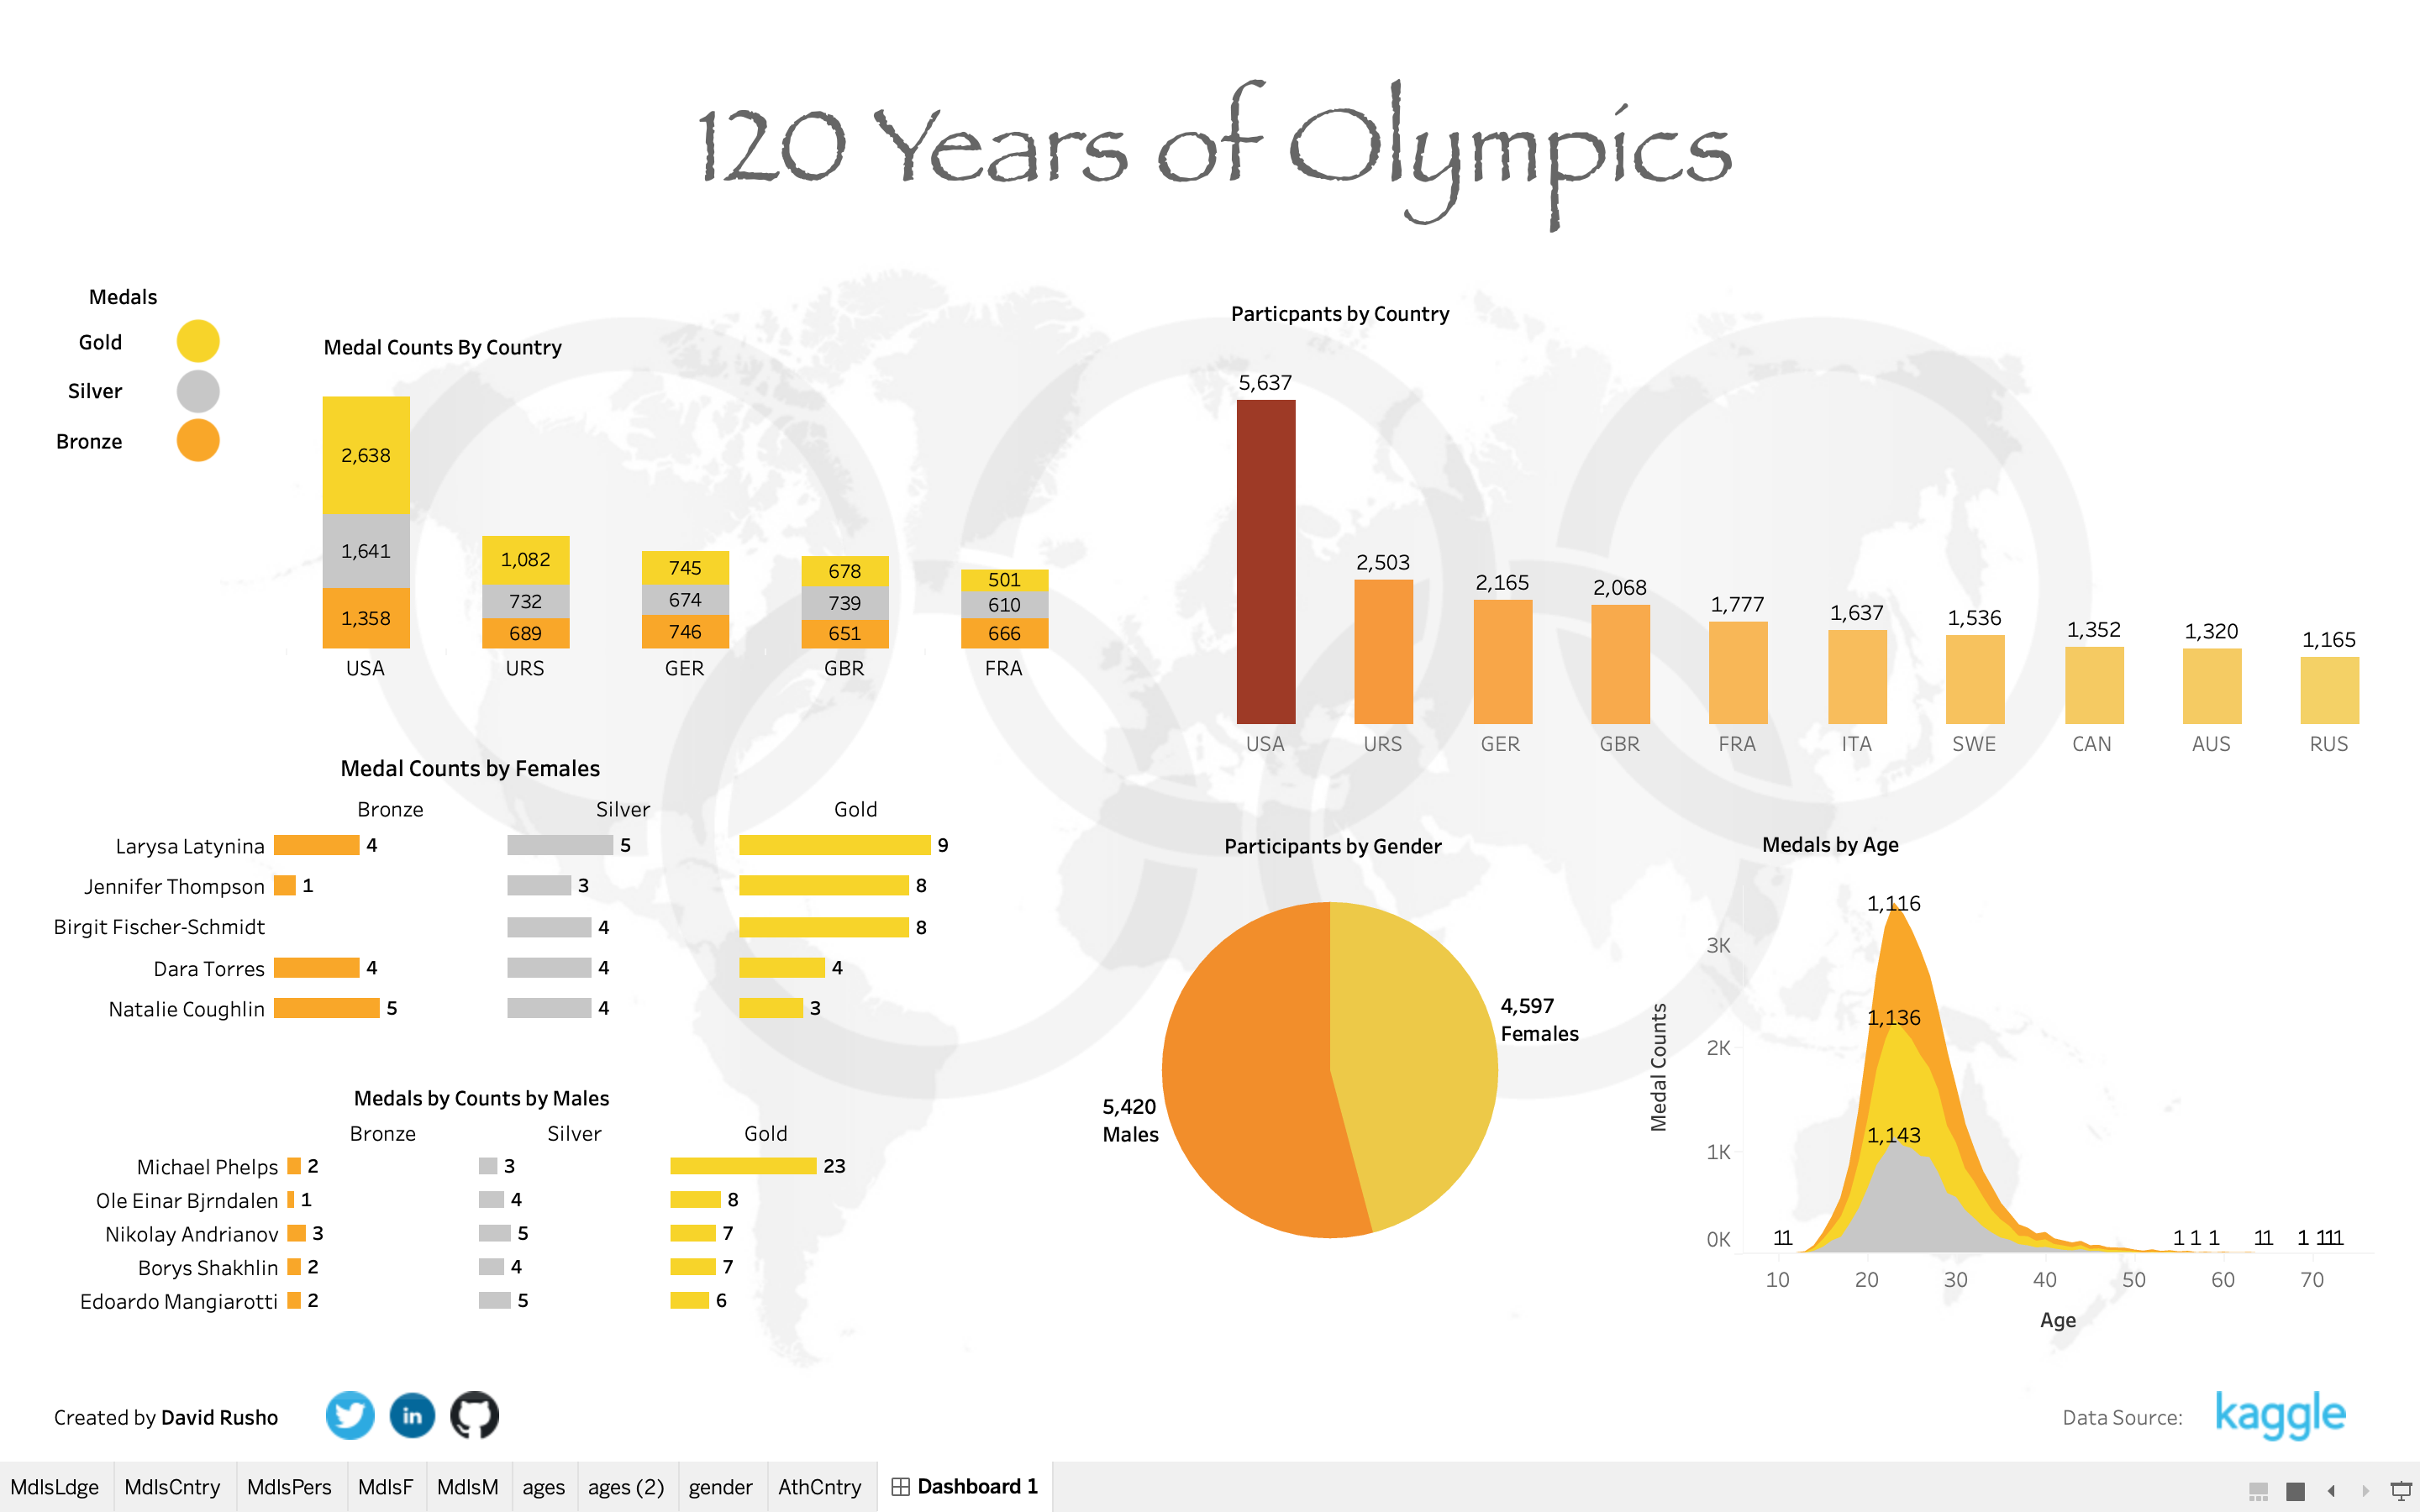 120 Years of Olympics
Medals
Gold
Silver
Bronze
Medal Counts By Country
2,638
1,641
1,358
1,082
732
689
745
674
746
678
739
651
501
610
666
USA URS GER GBR FRA
Particpants by Country
5,637
2,503
2,165
2,068
1,777
1,637
1,536
1,352
1,320
1,165
USA URS GER GBR FRA ITA SWE CAN AUS RUS
Medal Counts by Females
Bronze Silver Gold
Larysa Latynina 4 5 9
Jennifer Thompson 1 3 8
Birgit Fischer-Schmidt 4 8
Dara Torres 4 4 4
Natalie Coughlin 5 4 3
Medals by Counts by Males
Bronze Silver Gold
Michael Phelps 2 3 23
Ole Einar Bjrndalen 1 4 8
Nikolay Andrianov 3 5 7
Borys Shakhlin 2 4 7
Edoardo Mangiarotti 2 5 6
Participants by Gender
4,597
Females
5,420
Males
Medals by Age
Medal Counts
3K
2K
1K
0K
1,116
1,136
1,143
11 1 1 1 11 1 111
10 20 30 40 50 60 70
Age
Created by David Rusho
in
Data Source: kaggle
MdlsLdge MdlsCntry MdlsPers MdlsF MdlsM ages ages (2) gender AthCntry Dashboard 1